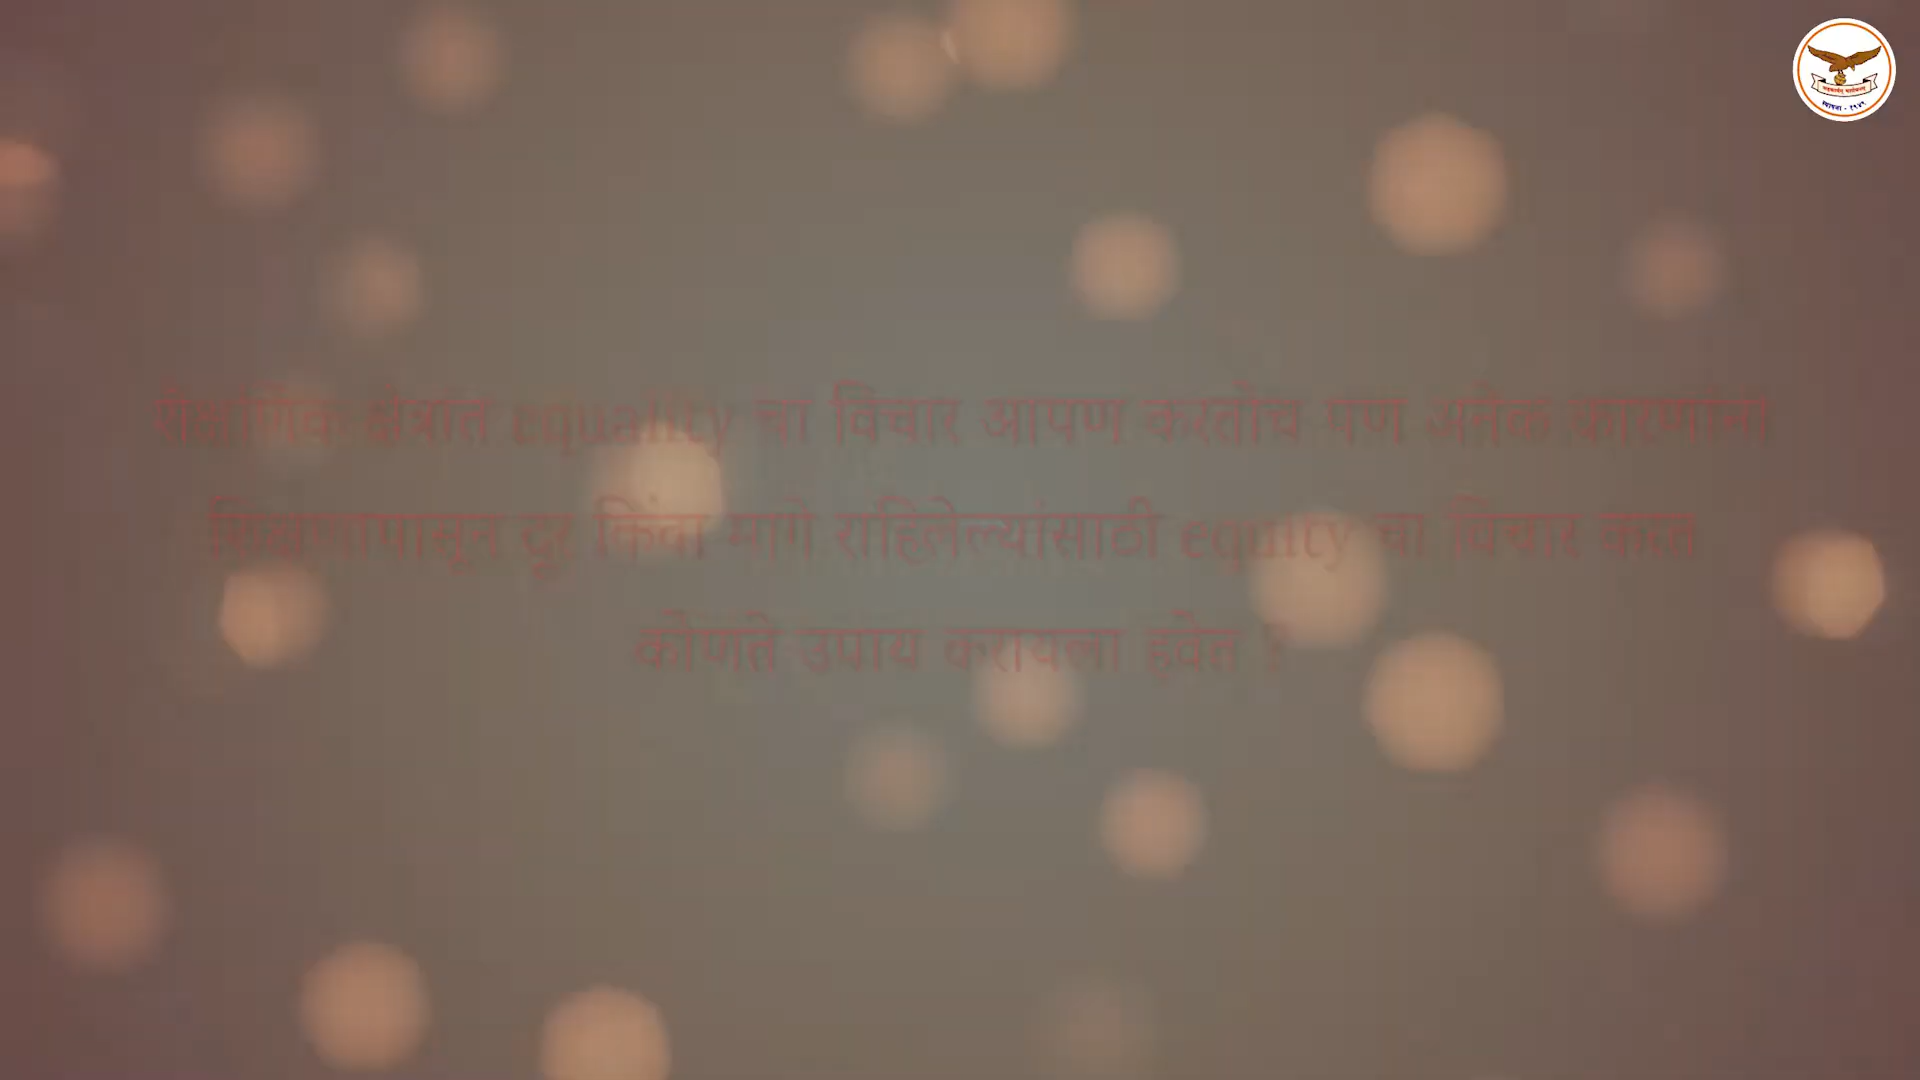 शैक्षणिक क्षेत्रात equality चा विचार आपण करतोच पण अनेक कारणांनी
शिक्षणापासून दूर किंवा मागे राहिलेल्यांसाठी equity चा विचार करत
कोणते उपाय करायला हवेत ?